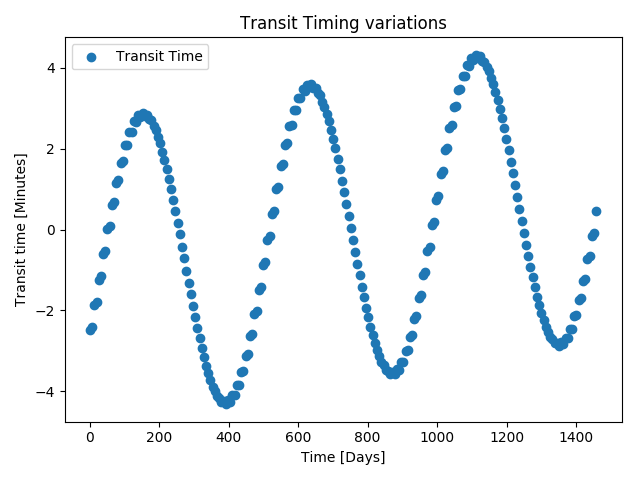 Transit Timing variations
Transit Time
Transit time [Minutes]
4
2
0
−2
−4
0 200 400 600 800 1000 1200 1400
Time [Days]